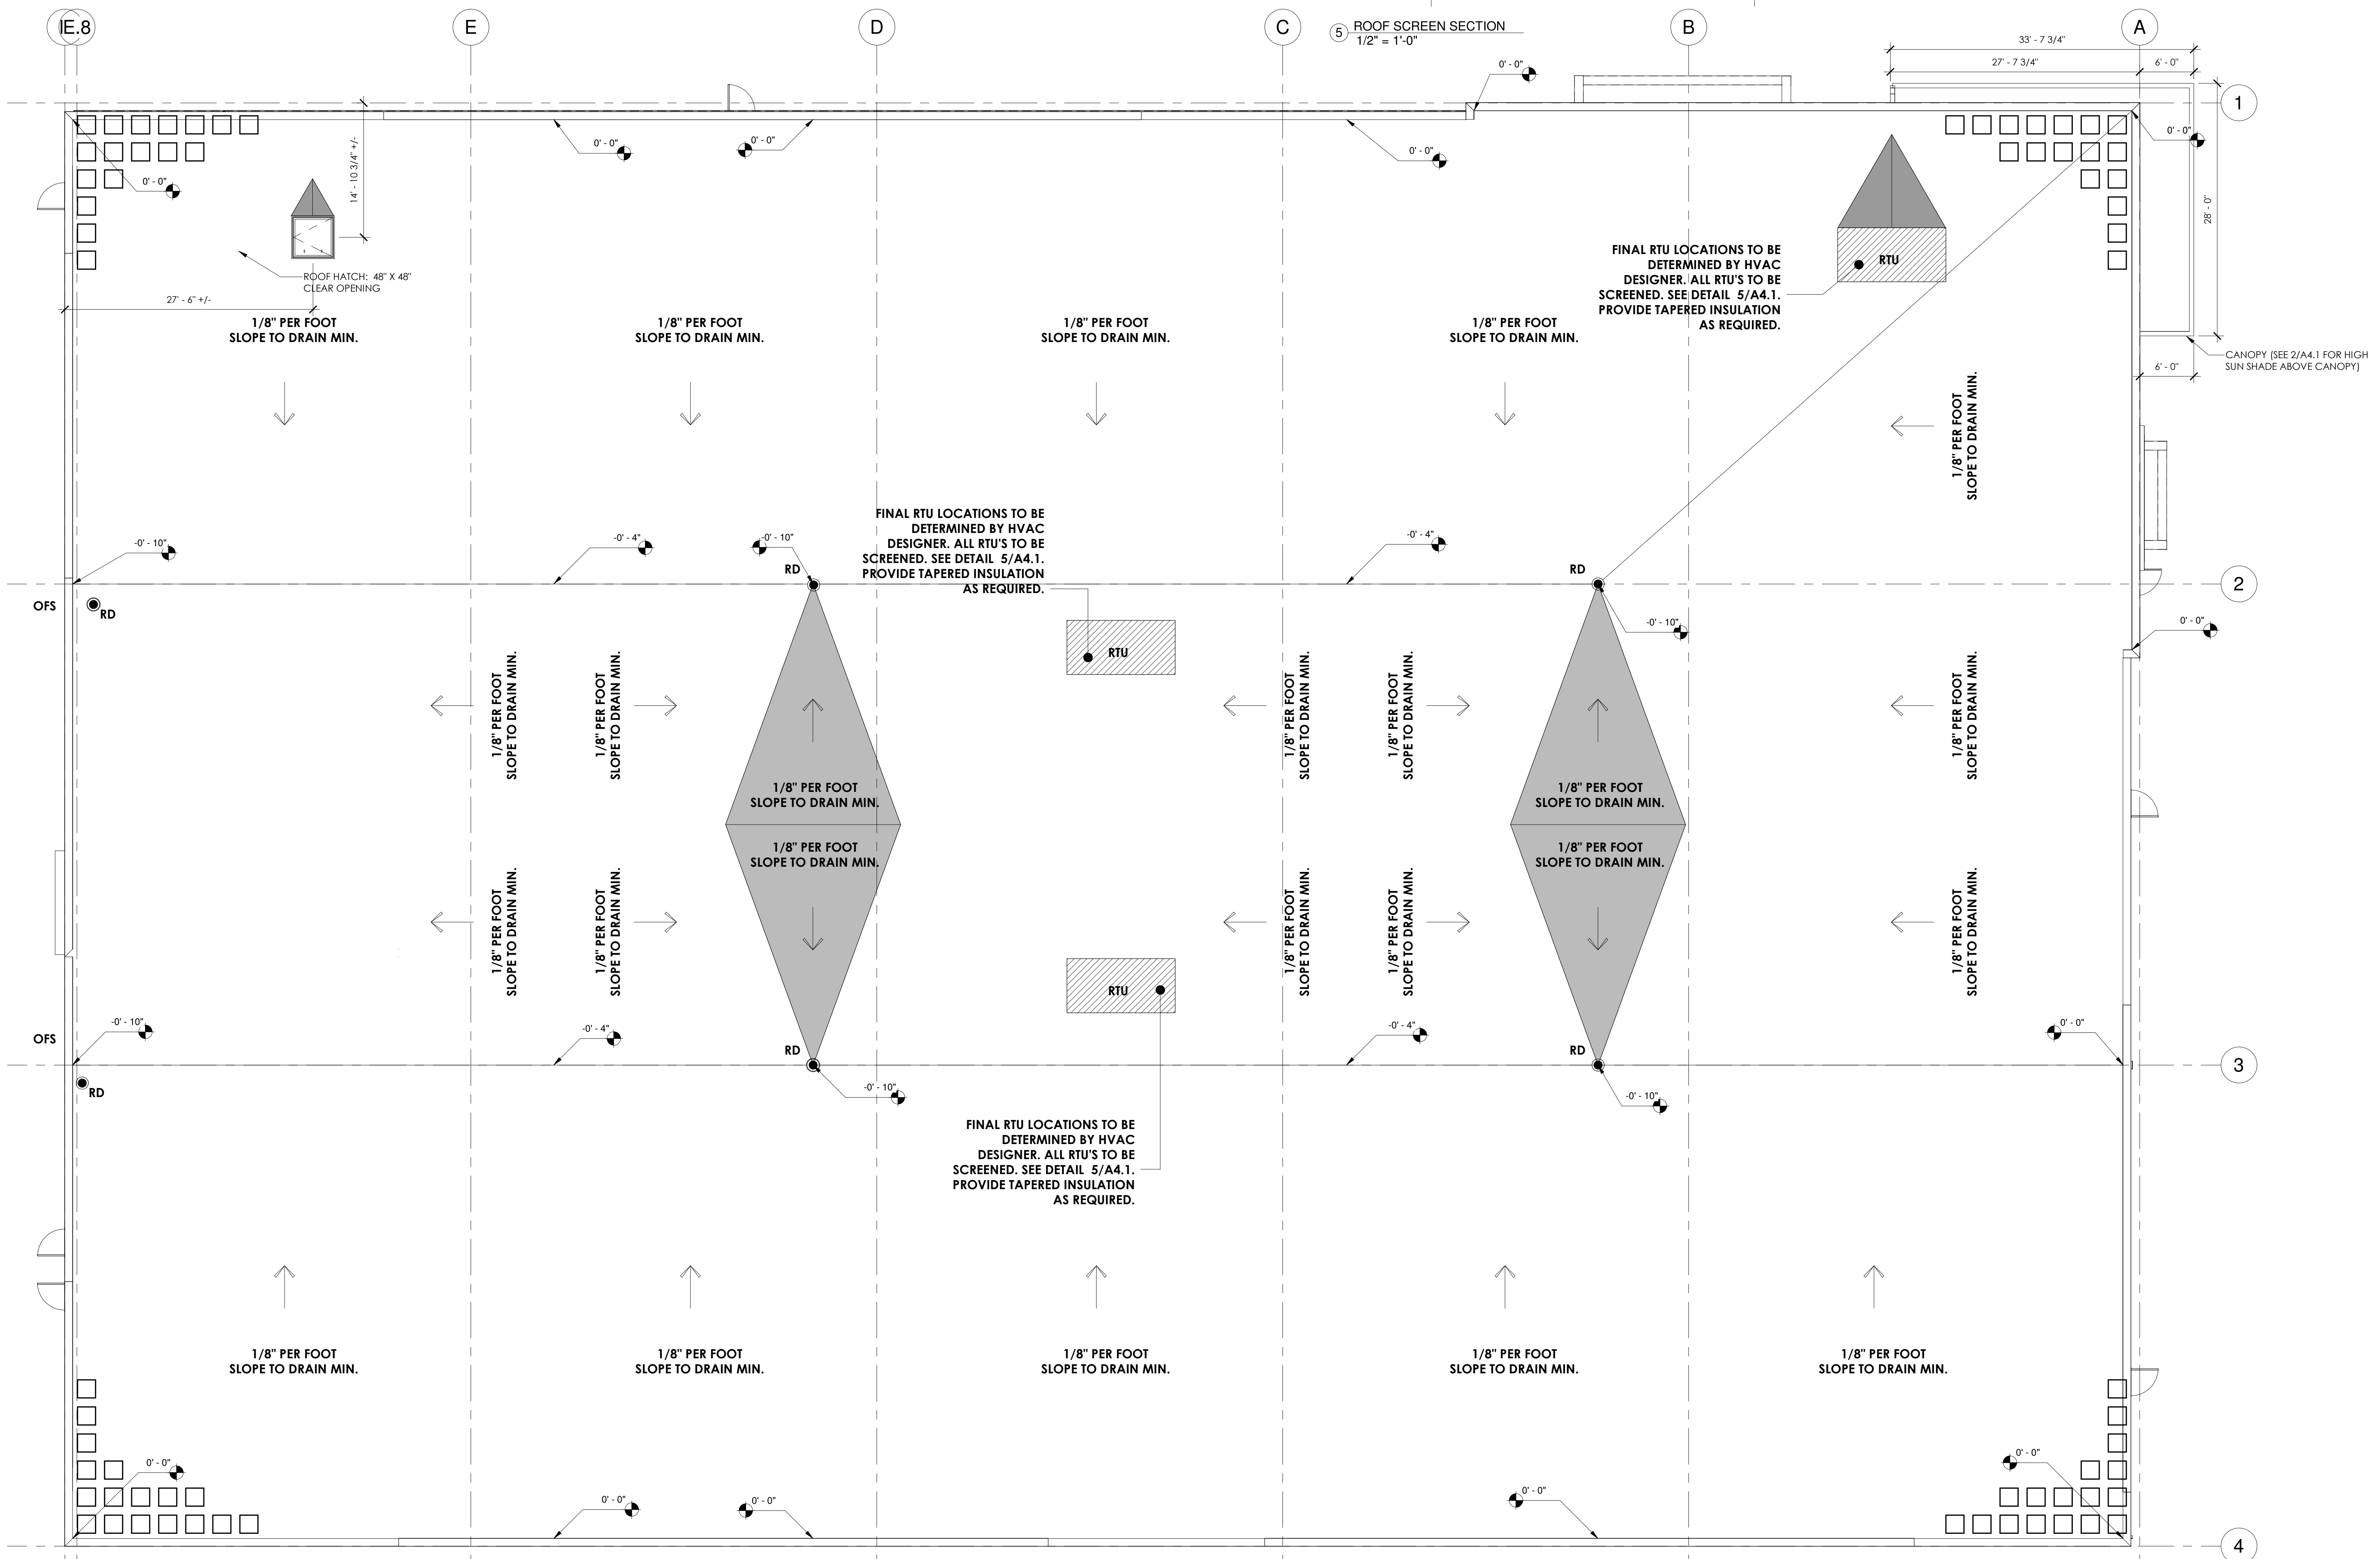 E.8
E
D
C
B
A
5
ROOF SCREEN SECTION
1/2" = 1'-0"
33' - 7 3/4"
27' - 7 3/4"
6' - 0"
0' - 0"
1
0' - 0"
0' - 0"
0' - 0"
0' - 0"
0' - 0"
14' - 10 3/4" +/-
28' - 0"
ROOF HATCH: 48" X 48"
CLEAR OPENING
27' - 6" +/-
FINAL RTU LOCATIONS TO BE
DETERMINED BY HVAC
DESIGNER. ALL RTU'S TO BE
SCREENED. SEE DETAIL 5/A4.1.
PROVIDE TAPERED INSULATION
AS REQUIRED.
RTU
1/8" PER FOOT
SLOPE TO DRAIN MIN.
1/8" PER FOOT
SLOPE TO DRAIN MIN.
1/8" PER FOOT
SLOPE TO DRAIN MIN.
1/8" PER FOOT
SLOPE TO DRAIN MIN.
CANOPY (SEE 2/A4.1 FOR HIGH
SUN SHADE ABOVE CANOPY)
6' - 0"
1/8" PER FOOT
SLOPE TO DRAIN MIN.
FINAL RTU LOCATIONS TO BE
DETERMINED BY HVAC
DESIGNER. ALL RTU'S TO BE
SCREENED. SEE DETAIL 5/A4.1.
PROVIDE TAPERED INSULATION
AS REQUIRED.
-0' - 10"
-0' - 4"
-0' - 10"
-0' - 4"
RD
RD
2
OFS
RD
-0' - 10"
0' - 0"
RTU
1/8" PER FOOT
SLOPE TO DRAIN MIN.
1/8" PER FOOT
SLOPE TO DRAIN MIN.
1/8" PER FOOT
SLOPE TO DRAIN MIN.
1/8" PER FOOT
SLOPE TO DRAIN MIN.
1/8" PER FOOT
SLOPE TO DRAIN MIN.
1/8" PER FOOT
SLOPE TO DRAIN MIN.
1/8" PER FOOT
SLOPE TO DRAIN MIN.
1/8" PER FOOT
SLOPE TO DRAIN MIN.
1/8" PER FOOT
SLOPE TO DRAIN MIN.
1/8" PER FOOT
SLOPE TO DRAIN MIN.
1/8" PER FOOT
SLOPE TO DRAIN MIN.
1/8" PER FOOT
SLOPE TO DRAIN MIN.
1/8" PER FOOT
SLOPE TO DRAIN MIN.
1/8" PER FOOT
SLOPE TO DRAIN MIN.
RTU
OFS
-0' - 10"
-0' - 4"
-0' - 4"
0' - 0"
RD
RD
3
RD
-0' - 10"
-0' - 10"
FINAL RTU LOCATIONS TO BE
DETERMINED BY HVAC
DESIGNER. ALL RTU'S TO BE
SCREENED. SEE DETAIL 5/A4.1.
PROVIDE TAPERED INSULATION
AS REQUIRED.
1/8" PER FOOT
SLOPE TO DRAIN MIN.
1/8" PER FOOT
SLOPE TO DRAIN MIN.
1/8" PER FOOT
SLOPE TO DRAIN MIN.
1/8" PER FOOT
SLOPE TO DRAIN MIN.
1/8" PER FOOT
SLOPE TO DRAIN MIN.
0' - 0"
0' - 0"
0' - 0"
0' - 0"
0' - 0"
4